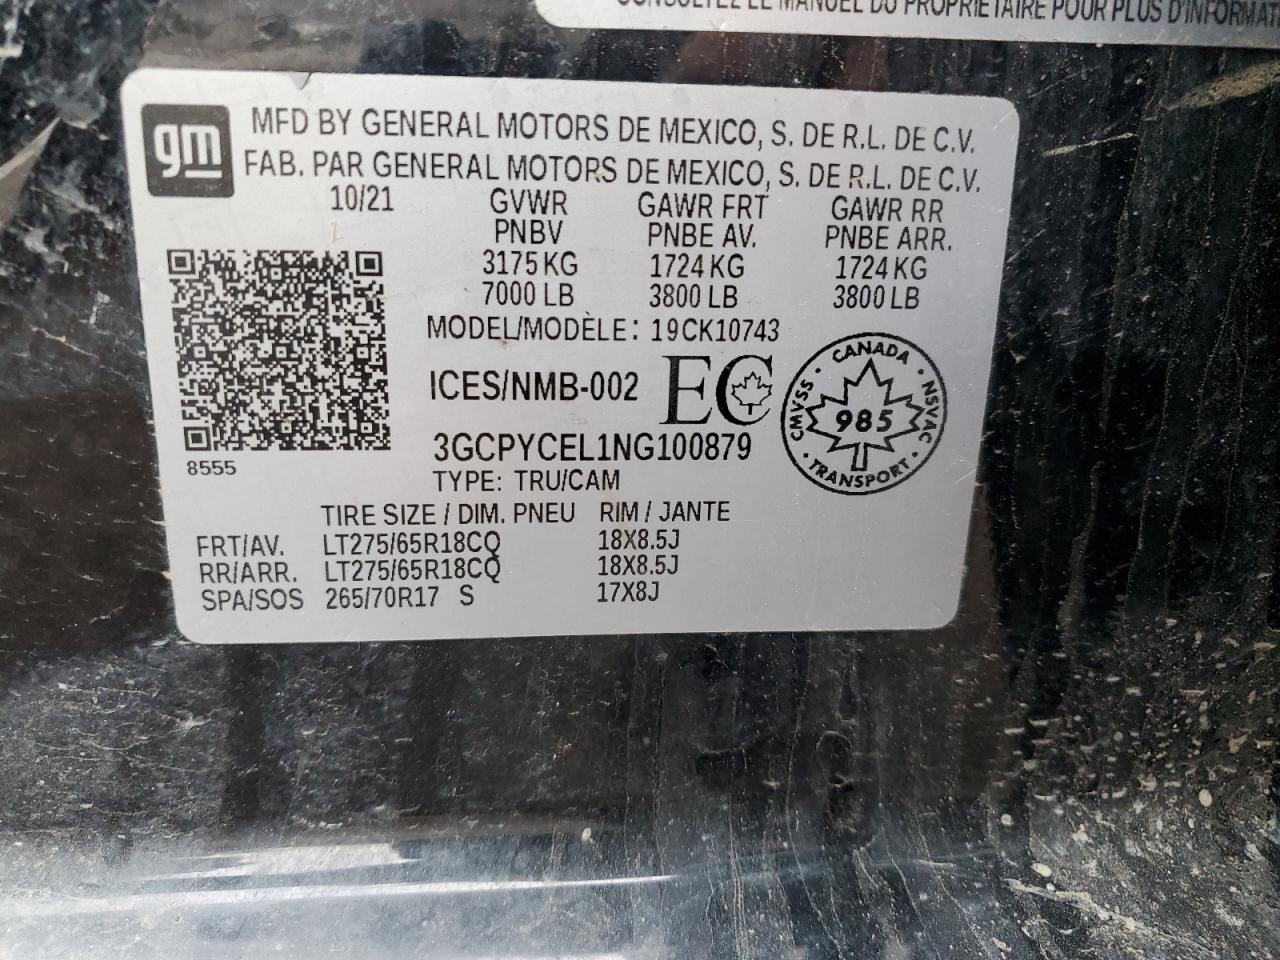 CONSULTEZ LE MANUEL DU PROPRIÉTAIRE POUR PLUS D'INFORMAT
gm
MFD BY GENERAL MOTORS DE MEXICO, S. DE R.L. DE C.V.
FAB. PAR GENERAL MOTORS DE MEXICO, S. DE R.L. DE C.V.
10/21 GVWR GAWR FRT GAWR RR
PNBV PNBE AV. PNBE ARR.
3175 KG 1724 KG 1724 KG
7000 LB 3800 LB 3800 LB
MODEL/MODÈLE: 19CK10743
ICES/NMB-002 EC
CANADA
CMVSS 985 NSVAC
TRANSPORT
3GCPYCEL1NG100879
8555
TYPE: TRU/CAM
TIRE SIZE / DIM. PNEU RIM / JANTE
FRT/AV. LT275/65R18CQ 18X8.5J
RR/ARR. LT275/65R18CQ 18X8.5J
SPA/SOS 265/70R17 S 17X8J